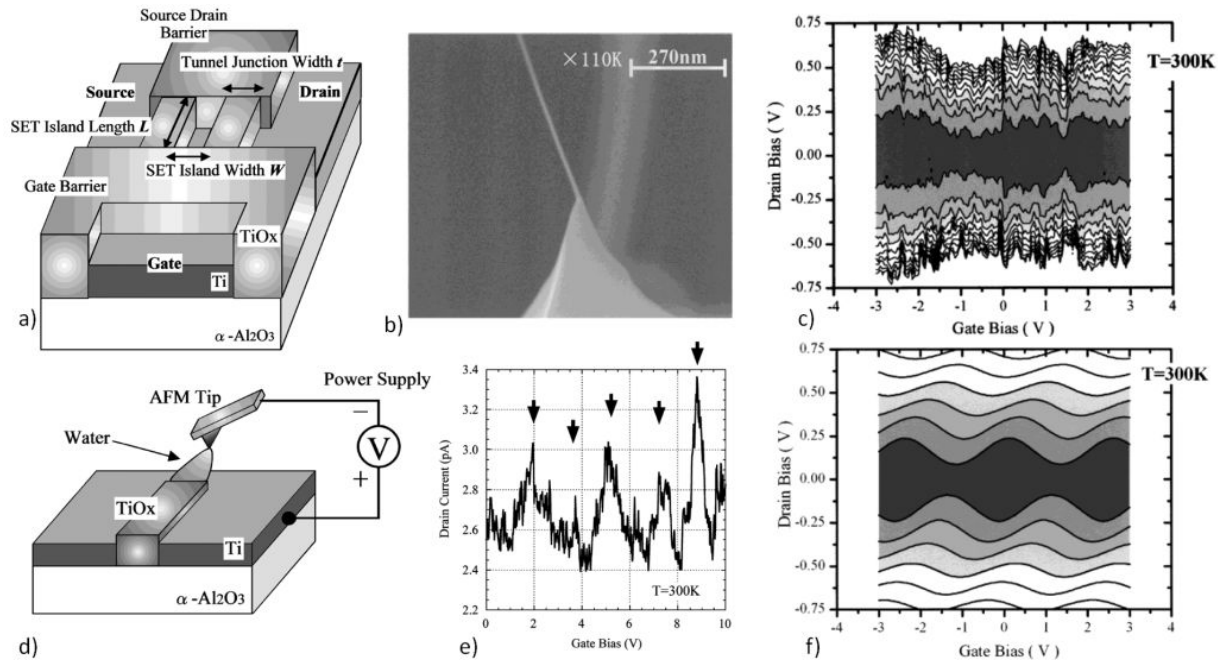 a)
Source Drain
Barrier
Tunnel Junction Width t
Source
Drain
SET Island Length L
SET Island Width W
Gate Barrier
TiOx
Gate
Ti
α-Al2O3
b)
×110K
270nm
c)
T=300K
Drain Bias ( V )
0.75
0.50
0.25
0.00
-0.25
-0.50
-0.75
-4 -3 -2 -1 0 1 2 3 4
Gate Bias ( V )
d)
Power Supply
AFM Tip
Water
−
V
+
TiOx
Ti
α-Al2O3
e)
Drain Current (pA)
3.4
3.2
3.0
2.8
2.6
2.4
2.2
T=300K
0 2 4 6 8 10
Gate Bias (V)
f)
T=300K
Drain Bias ( V )
0.75
0.50
0.25
0.00
-0.25
-0.50
-0.75
-4 -3 -2 -1 0 1 2 3 4
Gate Bias ( V )